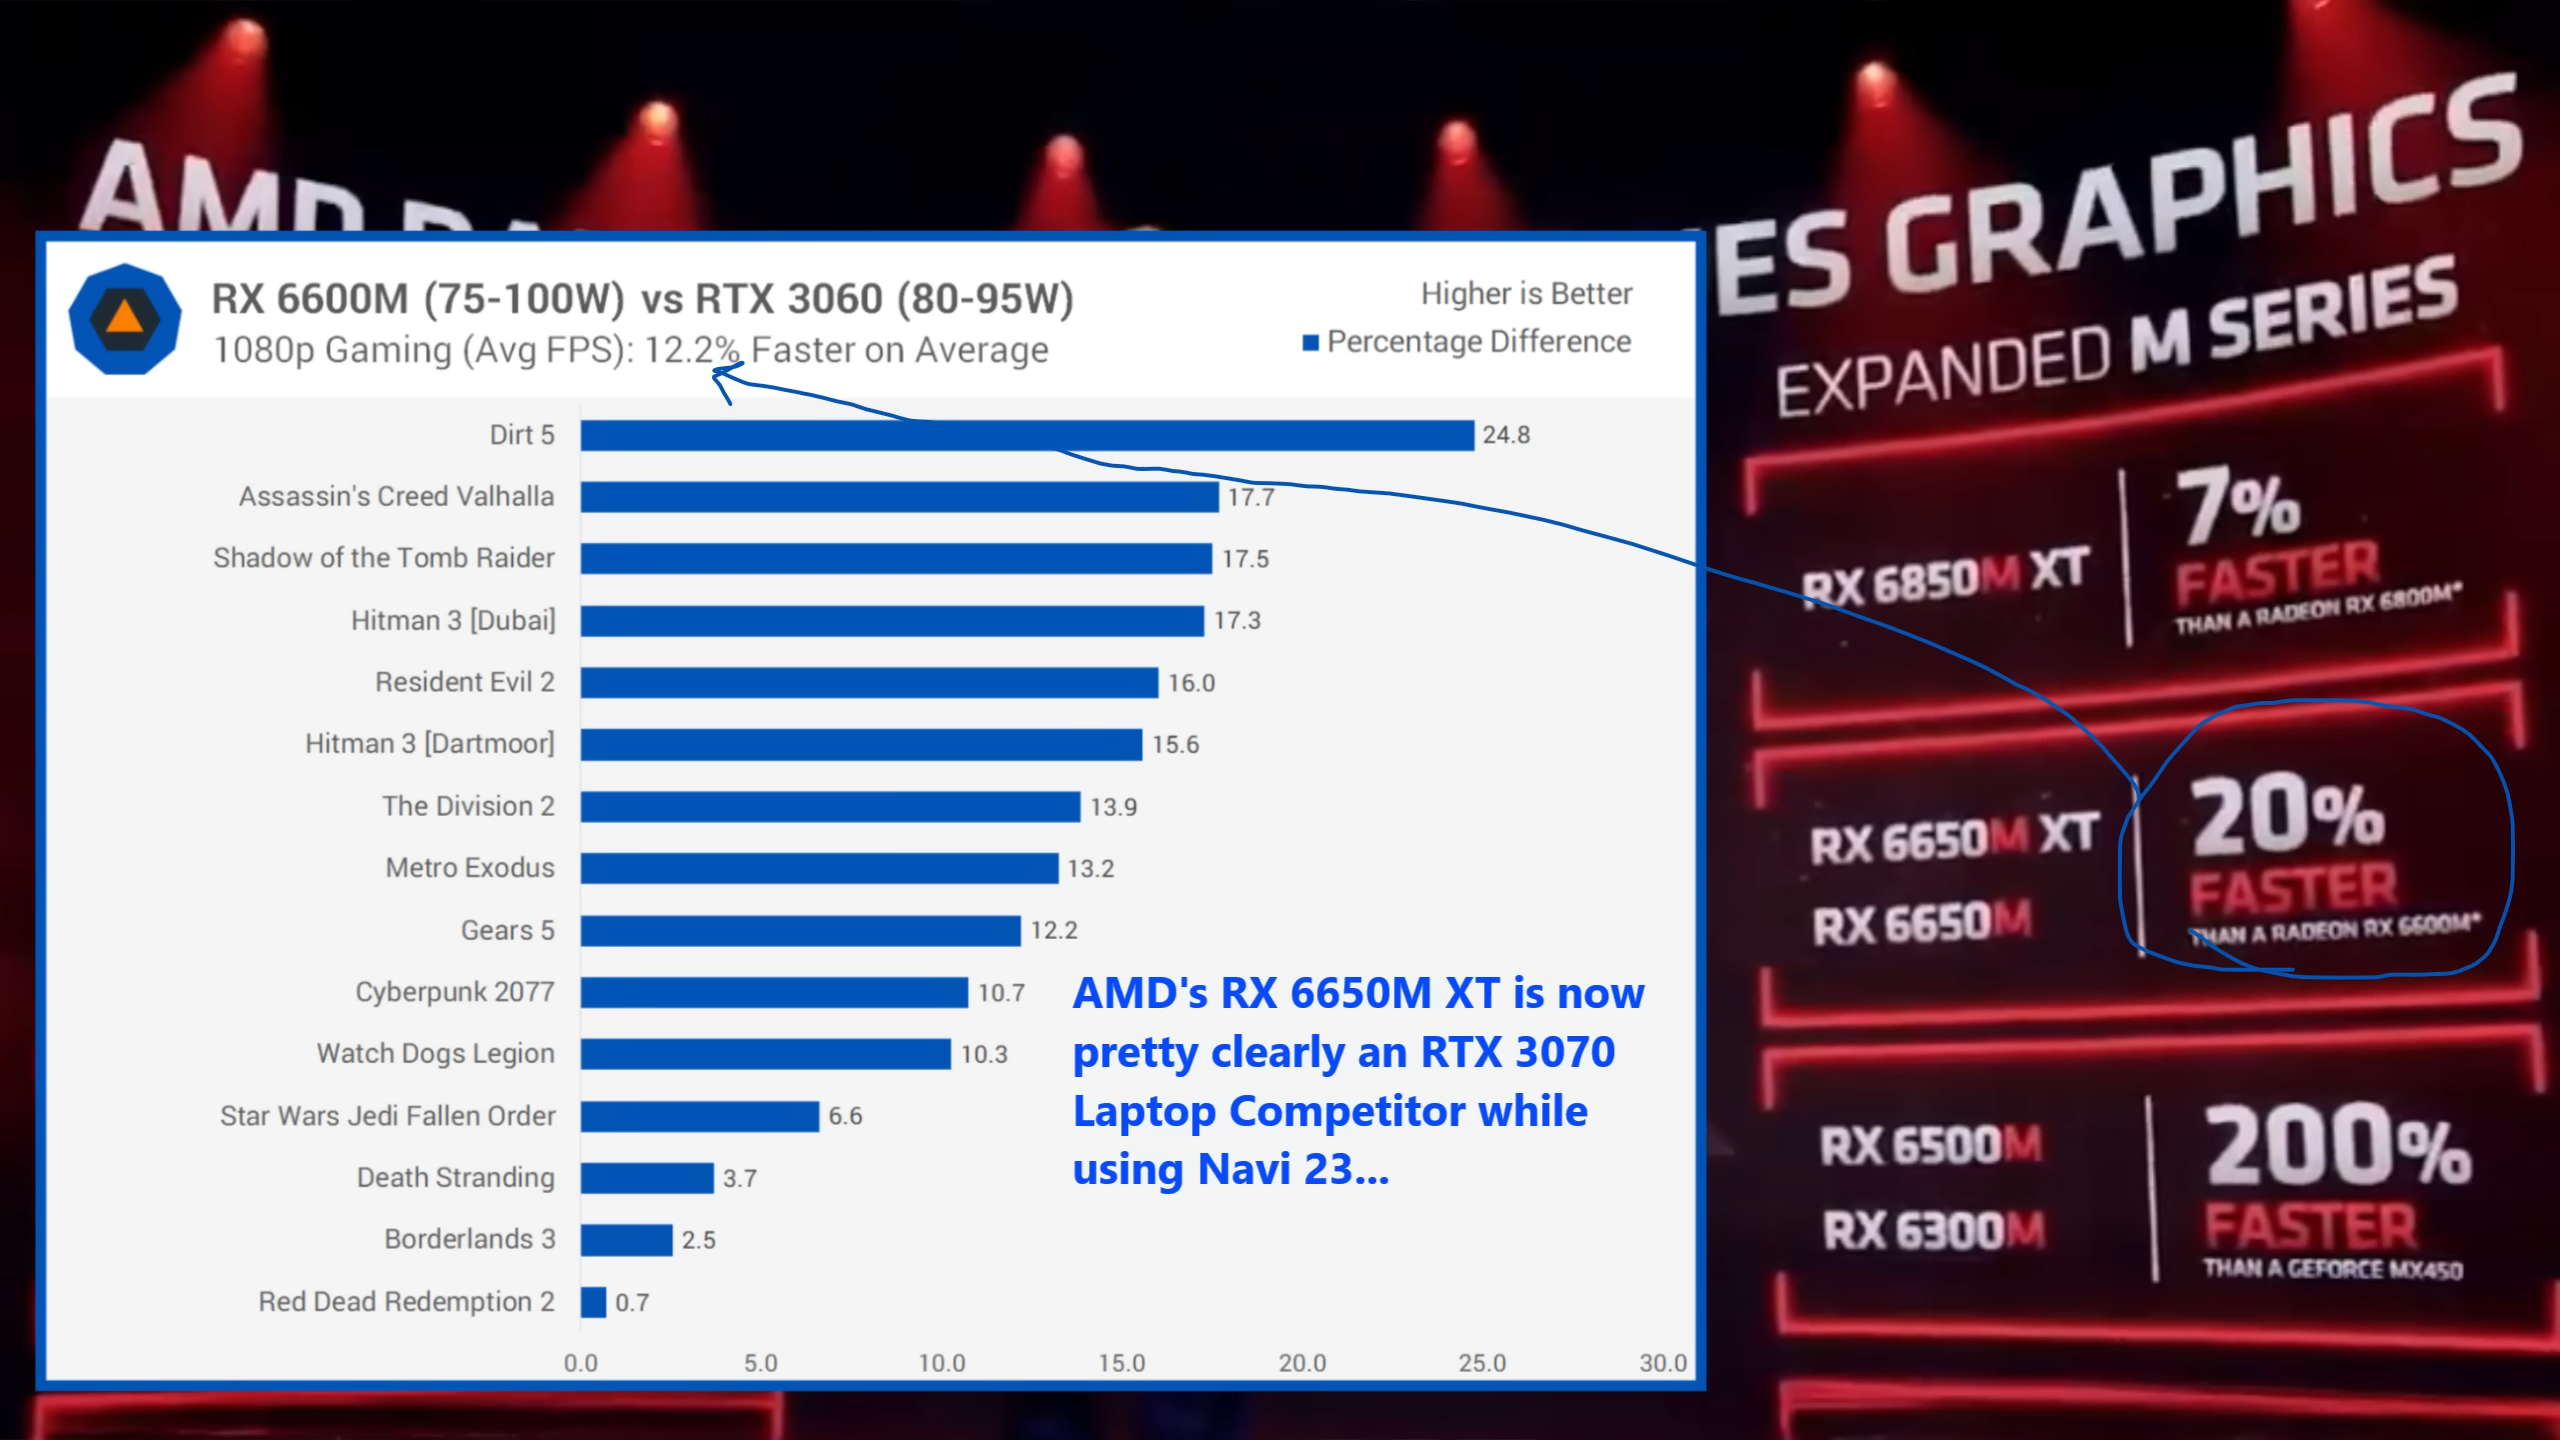 AMD
ES GRAPHICS
EXPANDED M SERIES
RX 6600M (75-100W) vs RTX 3060 (80-95W)
1080p Gaming (Avg FPS): 12.2% Faster on Average
Higher is Better
Percentage Difference
Dirt 5 24.8
Assassin's Creed Valhalla 17.7
Shadow of the Tomb Raider 17.5
Hitman 3 [Dubai] 17.3
Resident Evil 2 16.0
Hitman 3 [Dartmoor] 15.6
The Division 2 13.9
Metro Exodus 13.2
Gears 5 12.2
Cyberpunk 2077 10.7
Watch Dogs Legion 10.3
Star Wars Jedi Fallen Order 6.6
Death Stranding 3.7
Borderlands 3 2.5
Red Dead Redemption 2 0.7
0.0 5.0 10.0 15.0 20.0 25.0 30.0
AMD's RX 6650M XT is now
pretty clearly an RTX 3070
Laptop Competitor while
using Navi 23...
RX 6850M XT
7%
FASTER
THAN A RADEON RX 6800M*
RX 6650M XT
RX 6650M
20%
FASTER
THAN A RADEON RX 6600M*
RX 6500M
RX 6300M
200%
FASTER
THAN A GEFORCE MX450